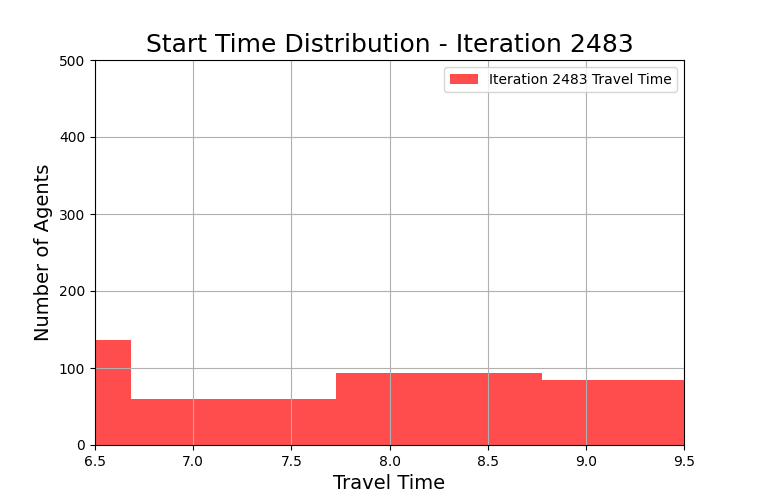 Start Time Distribution - Iteration 2483
500
400
300
200
100
0
Number of Agents
Iteration 2483 Travel Time
6.5 7.0 7.5 8.0 8.5 9.0 9.5
Travel Time